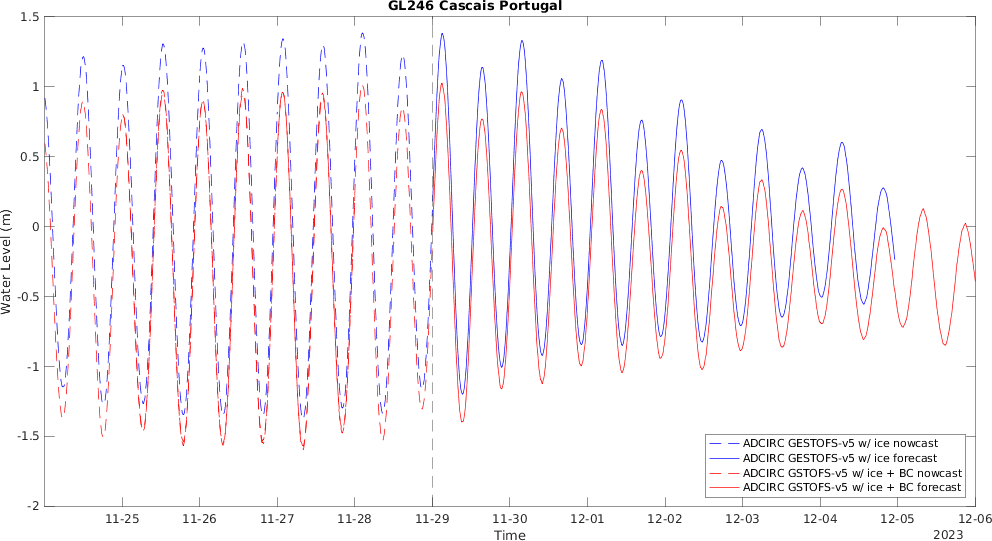 GL246 Cascais Portugal
1.5
1
0.5
0
-0.5
-1
-1.5
-2
Water Level (m)
ADCIRC GESTOFS-v5 w/ ice nowcast
ADCIRC GESTOFS-v5 w/ ice forecast
ADCIRC GSTOFS-v5 w/ ice + BC nowcast
ADCIRC GSTOFS-v5 w/ ice + BC forecast
11-25 11-26 11-27 11-28 11-29 11-30 12-01 12-02 12-03 12-04 12-05 12-06
Time
2023